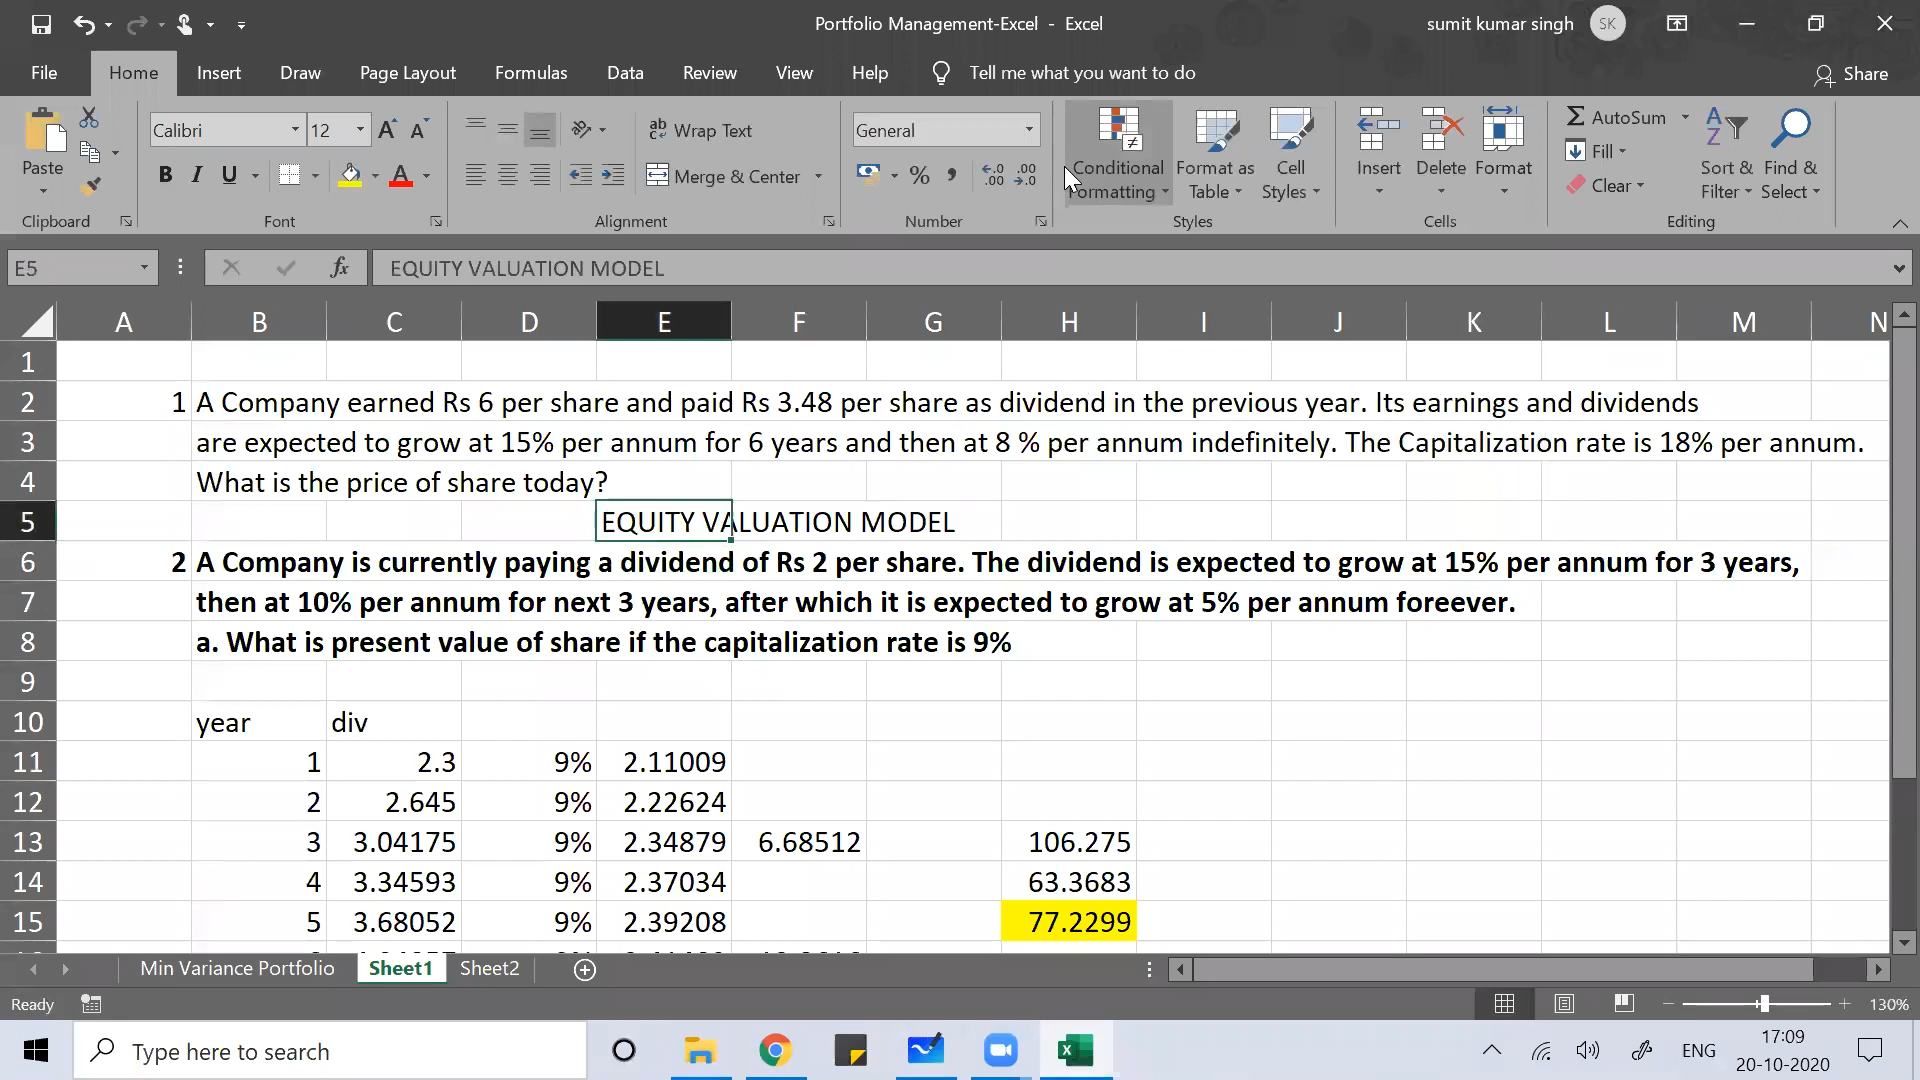 Portfolio Management-Excel - Excel
sumit kumar singh SK
File Home Insert Draw Page Layout Formulas Data Review View Help Tell me what you want to do Share
Paste
Clipboard
Calibri 12 A A
B I U A
Font
ab Wrap Text
Merge & Center
Alignment
General
% , .00 .00
Number
Conditional Formatting
Format as Table
Cell Styles
Styles
Insert Delete Format
Cells
AutoSum
Fill
Clear
Sort & Filter
Find & Select
Editing
E5 fx EQUITY VALUATION MODEL
A B C D E F G H I J K L M N
1
2 1 A Company earned Rs 6 per share and paid Rs 3.48 per share as dividend in the previous year. Its earnings and dividends
3 are expected to grow at 15% per annum for 6 years and then at 8 % per annum indefinitely. The Capitalization rate is 18% per annum.
4 What is the price of share today?
5 EQUITY VALUATION MODEL
6 2 A Company is currently paying a dividend of Rs 2 per share. The dividend is expected to grow at 15% per annum for 3 years,
7 then at 10% per annum for next 3 years, after which it is expected to grow at 5% per annum foreever.
8 a. What is present value of share if the capitalization rate is 9%
9
10 year div
11 1 2.3 9% 2.11009
12 2 2.645 9% 2.22624
13 3 3.04175 9% 2.34879 6.68512 106.275
14 4 3.34593 9% 2.37034 63.3683
15 5 3.68052 9% 2.39208 77.2299
Min Variance Portfolio Sheet1 Sheet2
Ready 130%
Type here to search ENG 17:09
20-10-2020